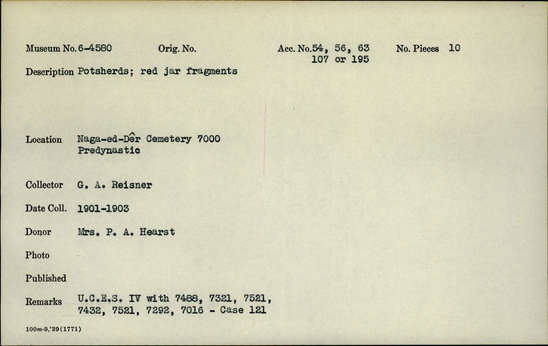 Museum No. 6-4580 Orig. No. Acc. No. 54, 56, 63 No. Pieces 10
107 or 195
Description Potsherds; red jar fragments
Location Naga-ed-Dêr Cemetery 7000
Predynastic
Collector G. A. Reisner
Date Coll. 1901-1903
Donor Mrs. P. A. Hearst
Photo
Published
Remarks U.C.E.S. IV with 7488, 7321, 7521,
7432, 7521, 7292, 7016 - Case 121
100m-9,'39(1771)